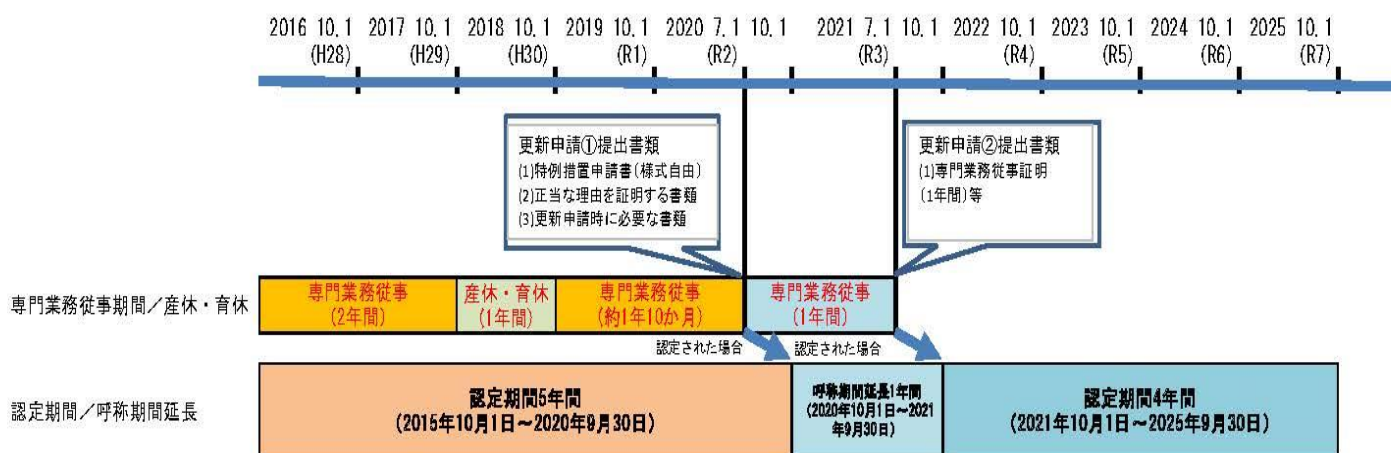 2016 10.1 2017 10.1 2018 10.1 2019 10.1 2020 7.1 10.1 2021 7.1 10.1 2022 10.1 2023 10.1 2024 10.1 2025 10.1
(H28) (H29) (H30) (R1) (R2) (R3) (R4) (R5) (R6) (R7)
更新申請①提出書類
(1)特例措置申請書(様式自由)
(2)正当な理由を証明する書類
(3)更新申請時に必要な書類
更新申請②提出書類
(1)専門業務従事証明
(1年間)等
専門業務従事期間/産休・育休
専門業務従事
(2年間)
産休・育休
(1年間)
専門業務従事
(約1年10か月)
専門業務従事
(1年間)
認定された場合
認定された場合
認定期間/呼称期間延長
認定期間5年間
(2015年10月1日~2020年9月30日)
呼称期間延長1年間
(2020年10月1日~2021
年9月30日)
認定期間4年間
(2021年10月1日~2025年9月30日)